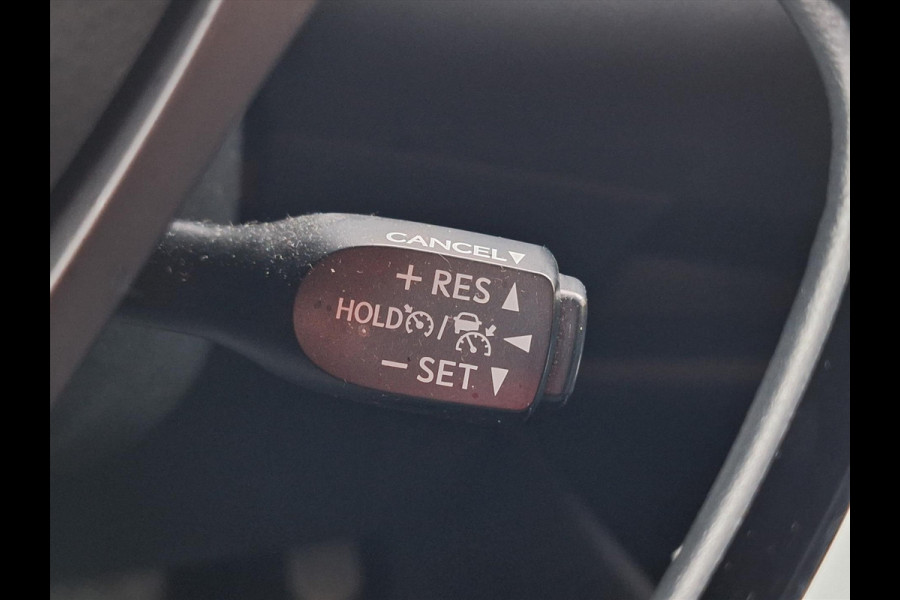 CANCEL▼
+ RES ▲
HOLD / ◀
− SET ▼